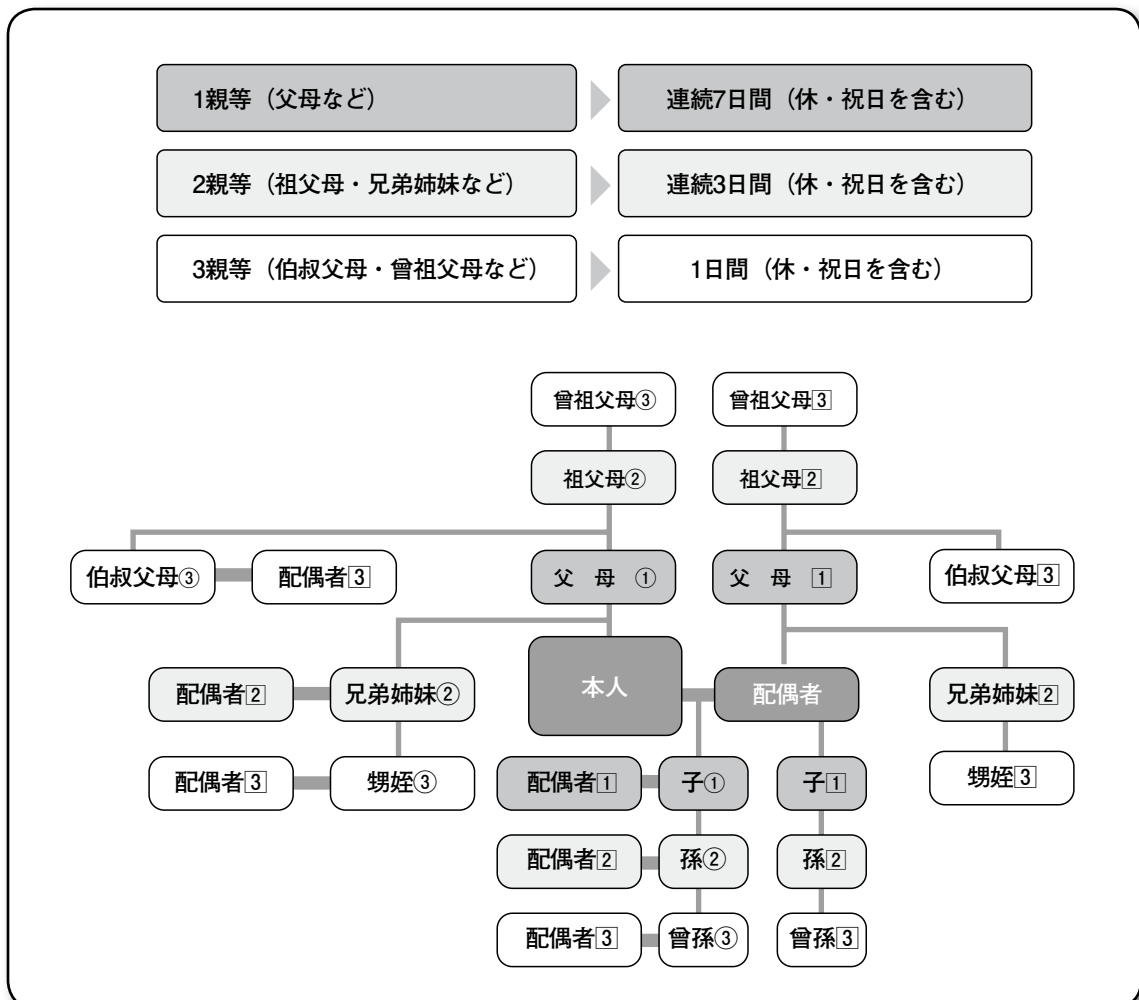 1親等（父母など）
連続7日間（休・祝日を含む）
2親等（祖父母・兄弟姉妹など）
連続3日間（休・祝日を含む）
3親等（伯叔父母・曾祖父母など）
1日間（休・祝日を含む）
曾祖父母③
曾祖父母3
祖父母②
祖父母2
伯叔父母③
配偶者3
父　母　①
父　母　1
伯叔父母3
本人
配偶者2
兄弟姉妹②
配偶者
兄弟姉妹2
配偶者3
甥姪③
配偶者1
子①
子1
甥姪3
配偶者2
孫②
孫2
配偶者3
曾孫③
曾孫3